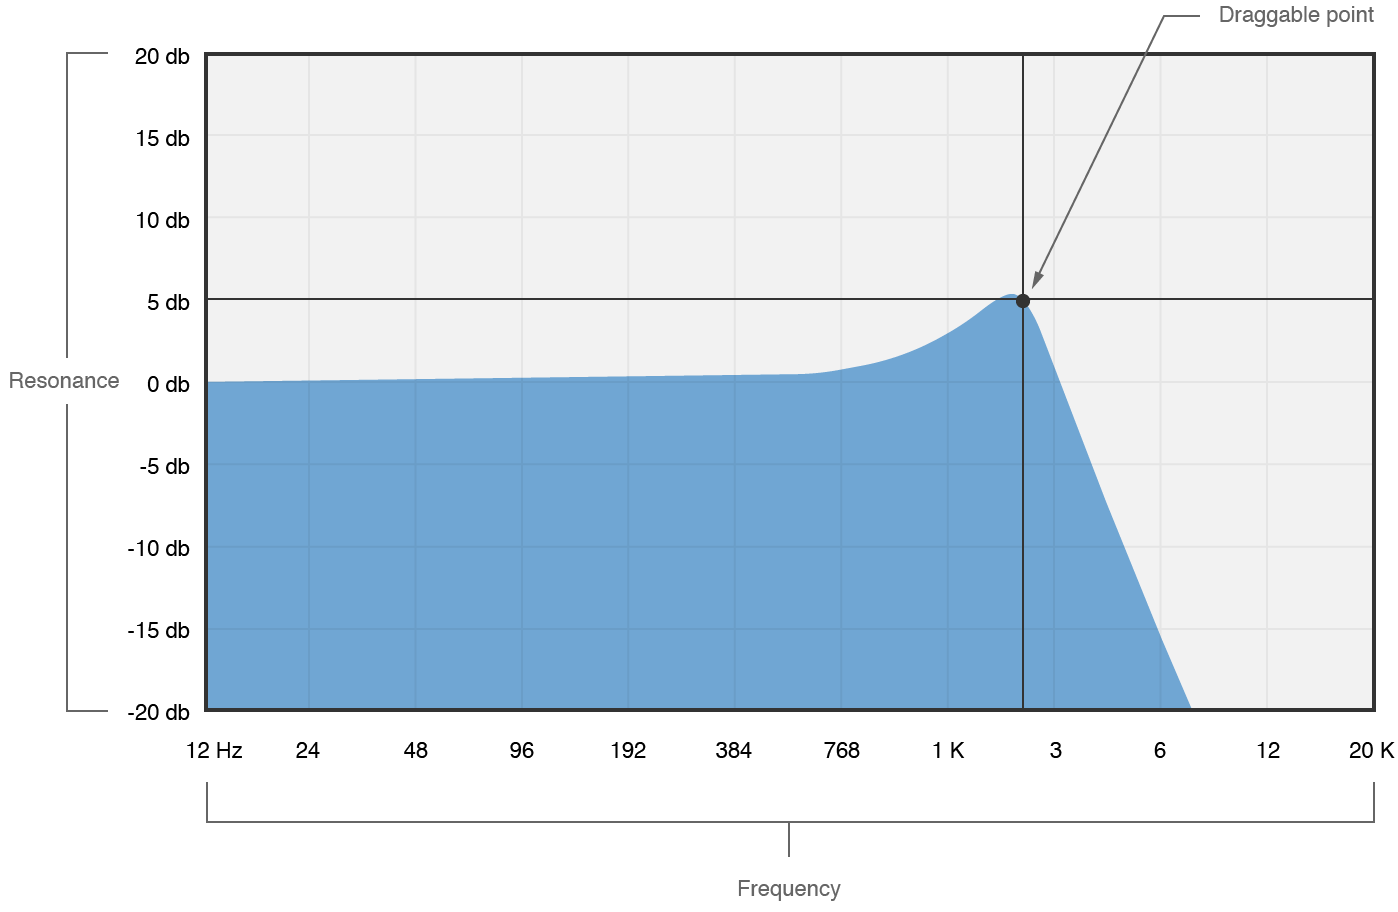 Draggable point
20 db
15 db
10 db
5 db
Resonance
0 db
-5 db
-10 db
-15 db
-20 db
12 Hz 24 48 96 192 384 768 1 K 3 6 12 20 K
Frequency